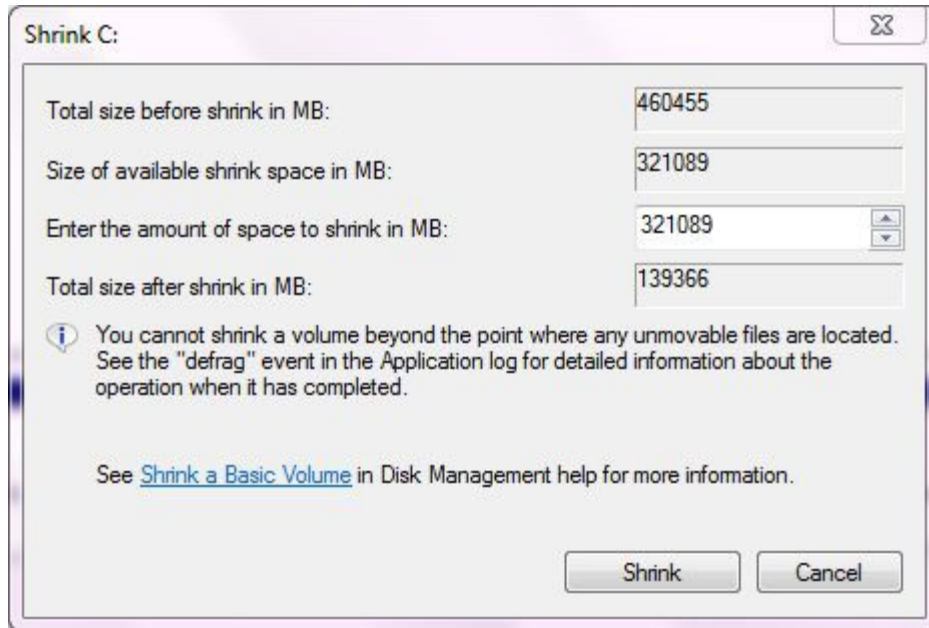 Shrink C:
Total size before shrink in MB: 460455
Size of available shrink space in MB: 321089
Enter the amount of space to shrink in MB: 321089
Total size after shrink in MB: 139366
You cannot shrink a volume beyond the point where any unmovable files are located.
See the "defrag" event in the Application log for detailed information about the
operation when it has completed.
See Shrink a Basic Volume in Disk Management help for more information.
Shrink Cancel